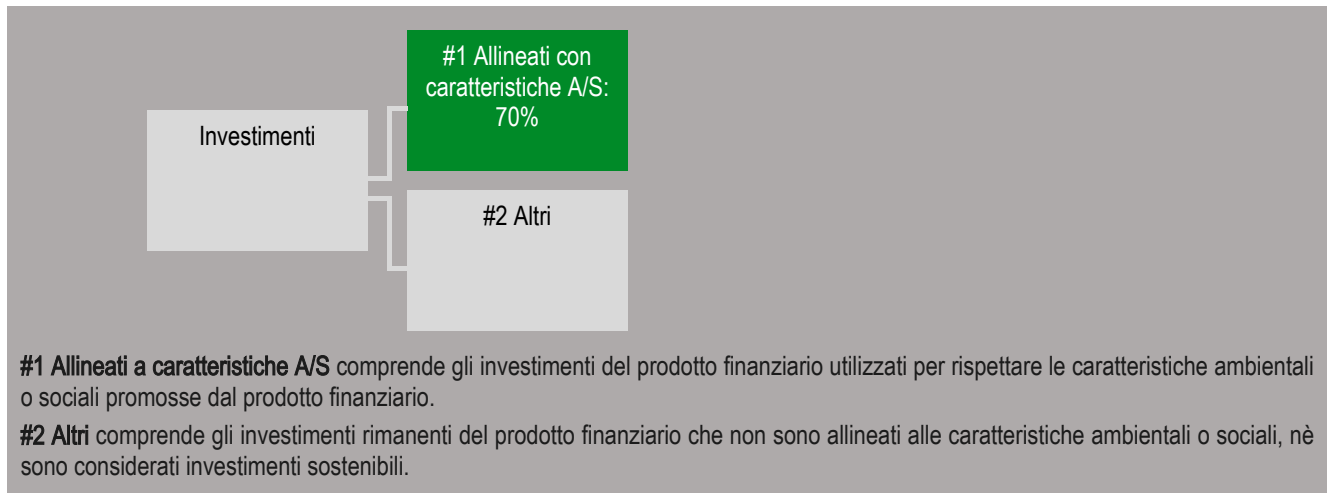 #1 Allineati con
caratteristiche A/S:
70%
Investimenti
#2 Altri
#1 Allineati a caratteristiche A/S comprende gli investimenti del prodotto finanziario utilizzati per rispettare le caratteristiche ambientali
o sociali promosse dal prodotto finanziario.
#2 Altri comprende gli investimenti rimanenti del prodotto finanziario che non sono allineati alle caratteristiche ambientali o sociali, nè
sono considerati investimenti sostenibili.